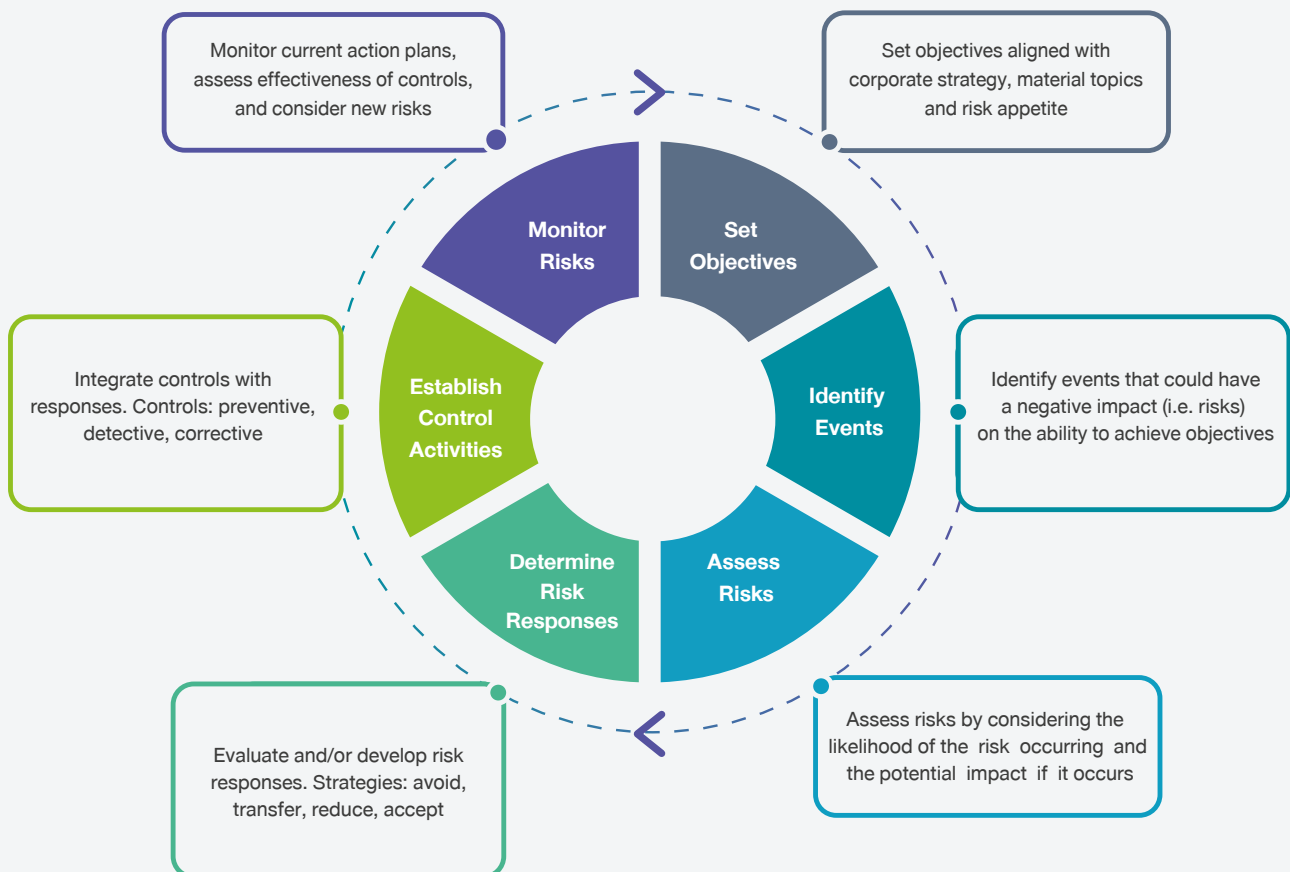 Monitor current action plans,
assess effectiveness of controls,
and consider new risks
Set objectives aligned with
corporate strategy, material topics
and risk appetite
Monitor
Risks
Set
Objectives
Integrate controls with
responses. Controls: preventive,
detective, corrective
Establish
Control
Activities
Identify
Events
Identify events that could have
a negative impact (i.e. risks)
on the ability to achieve objectives
Determine
Risk
Responses
Assess
Risks
Evaluate and/or develop risk
responses. Strategies: avoid,
transfer, reduce, accept
Assess risks by considering the
likelihood of the risk occurring and
the potential impact if it occurs